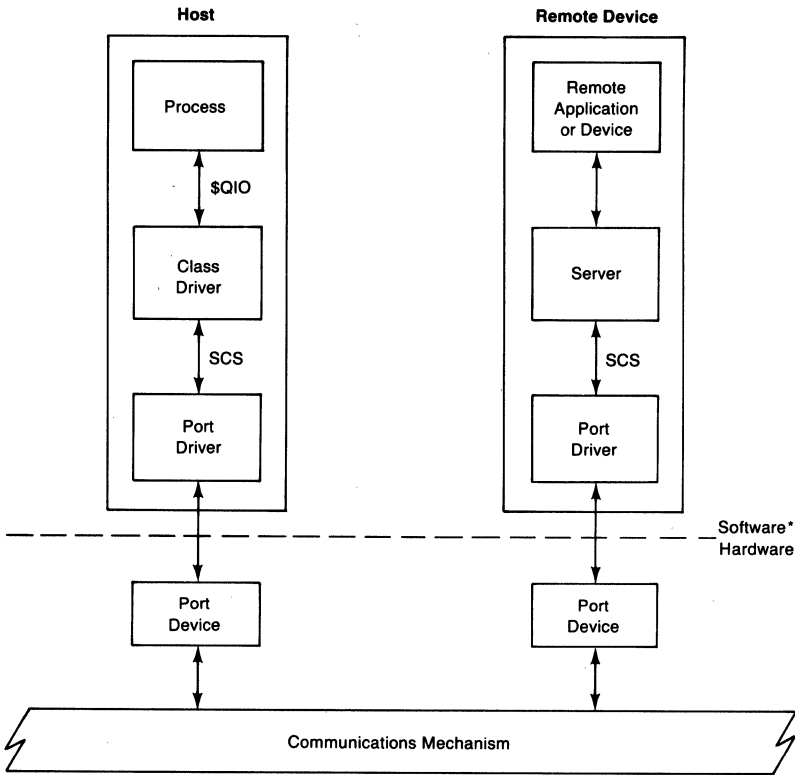 Host
Process
$QIO
Class
Driver
SCS
Port
Driver
Port
Device
Remote Device
Remote
Application
or Device
Server
SCS
Port
Driver
Software*
Hardware
Port
Device
Communications Mechanism